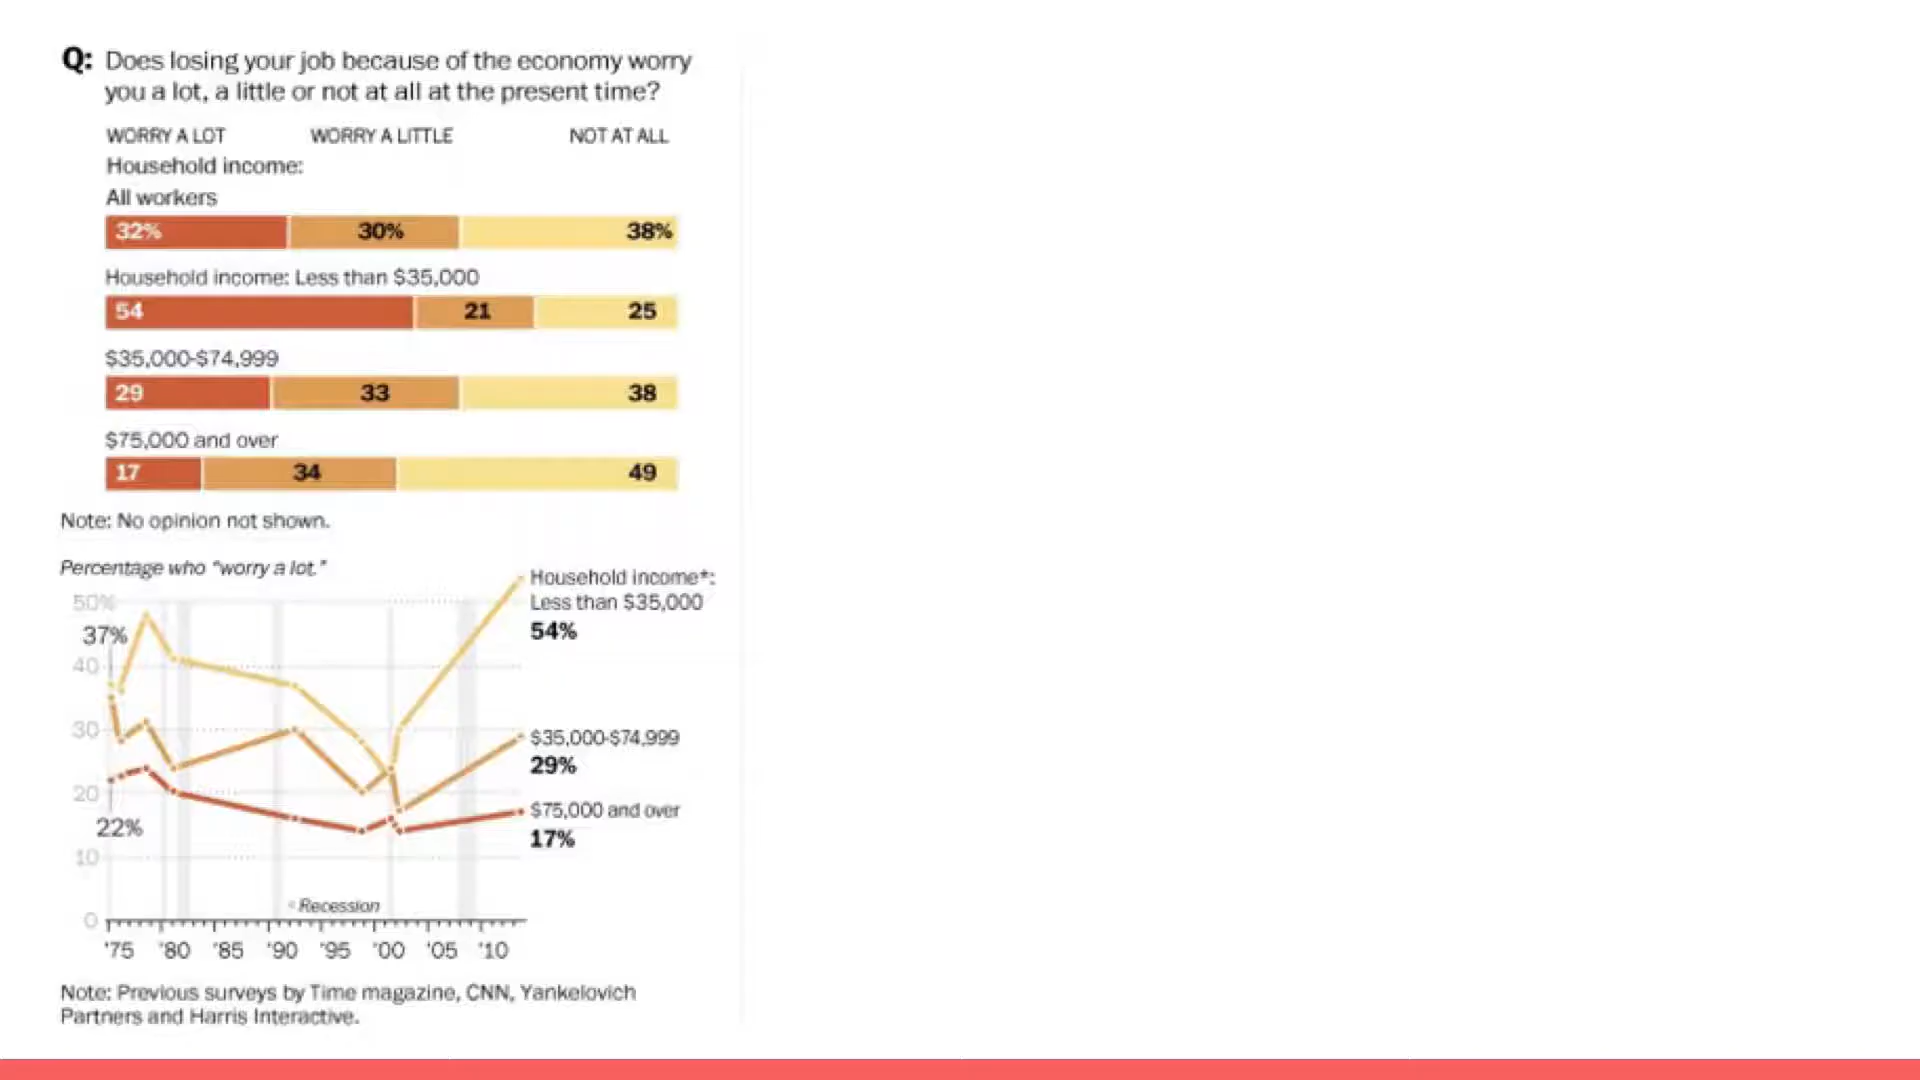 Q: Does losing your job because of the economy worry
you a lot, a little or not at all at the present time?
WORRY A LOT WORRY A LITTLE NOT AT ALL
Household income:
All workers
32% 30% 38%
Household income: Less than $35,000
54 21 25
$35,000-$74,999
29 33 38
$75,000 and over
17 34 49
Note: No opinion not shown.
Percentage who "worry a lot."
Household income*:
Less than $35,000
54%
50%
37%
40
30
$35,000-$74,999
29%
20
$75,000 and over
17%
22%
10
Recession
0
'75 '80 '85 '90 '95 '00 '05 '10
Note: Previous surveys by Time magazine, CNN, Yankelovich
Partners and Harris Interactive.